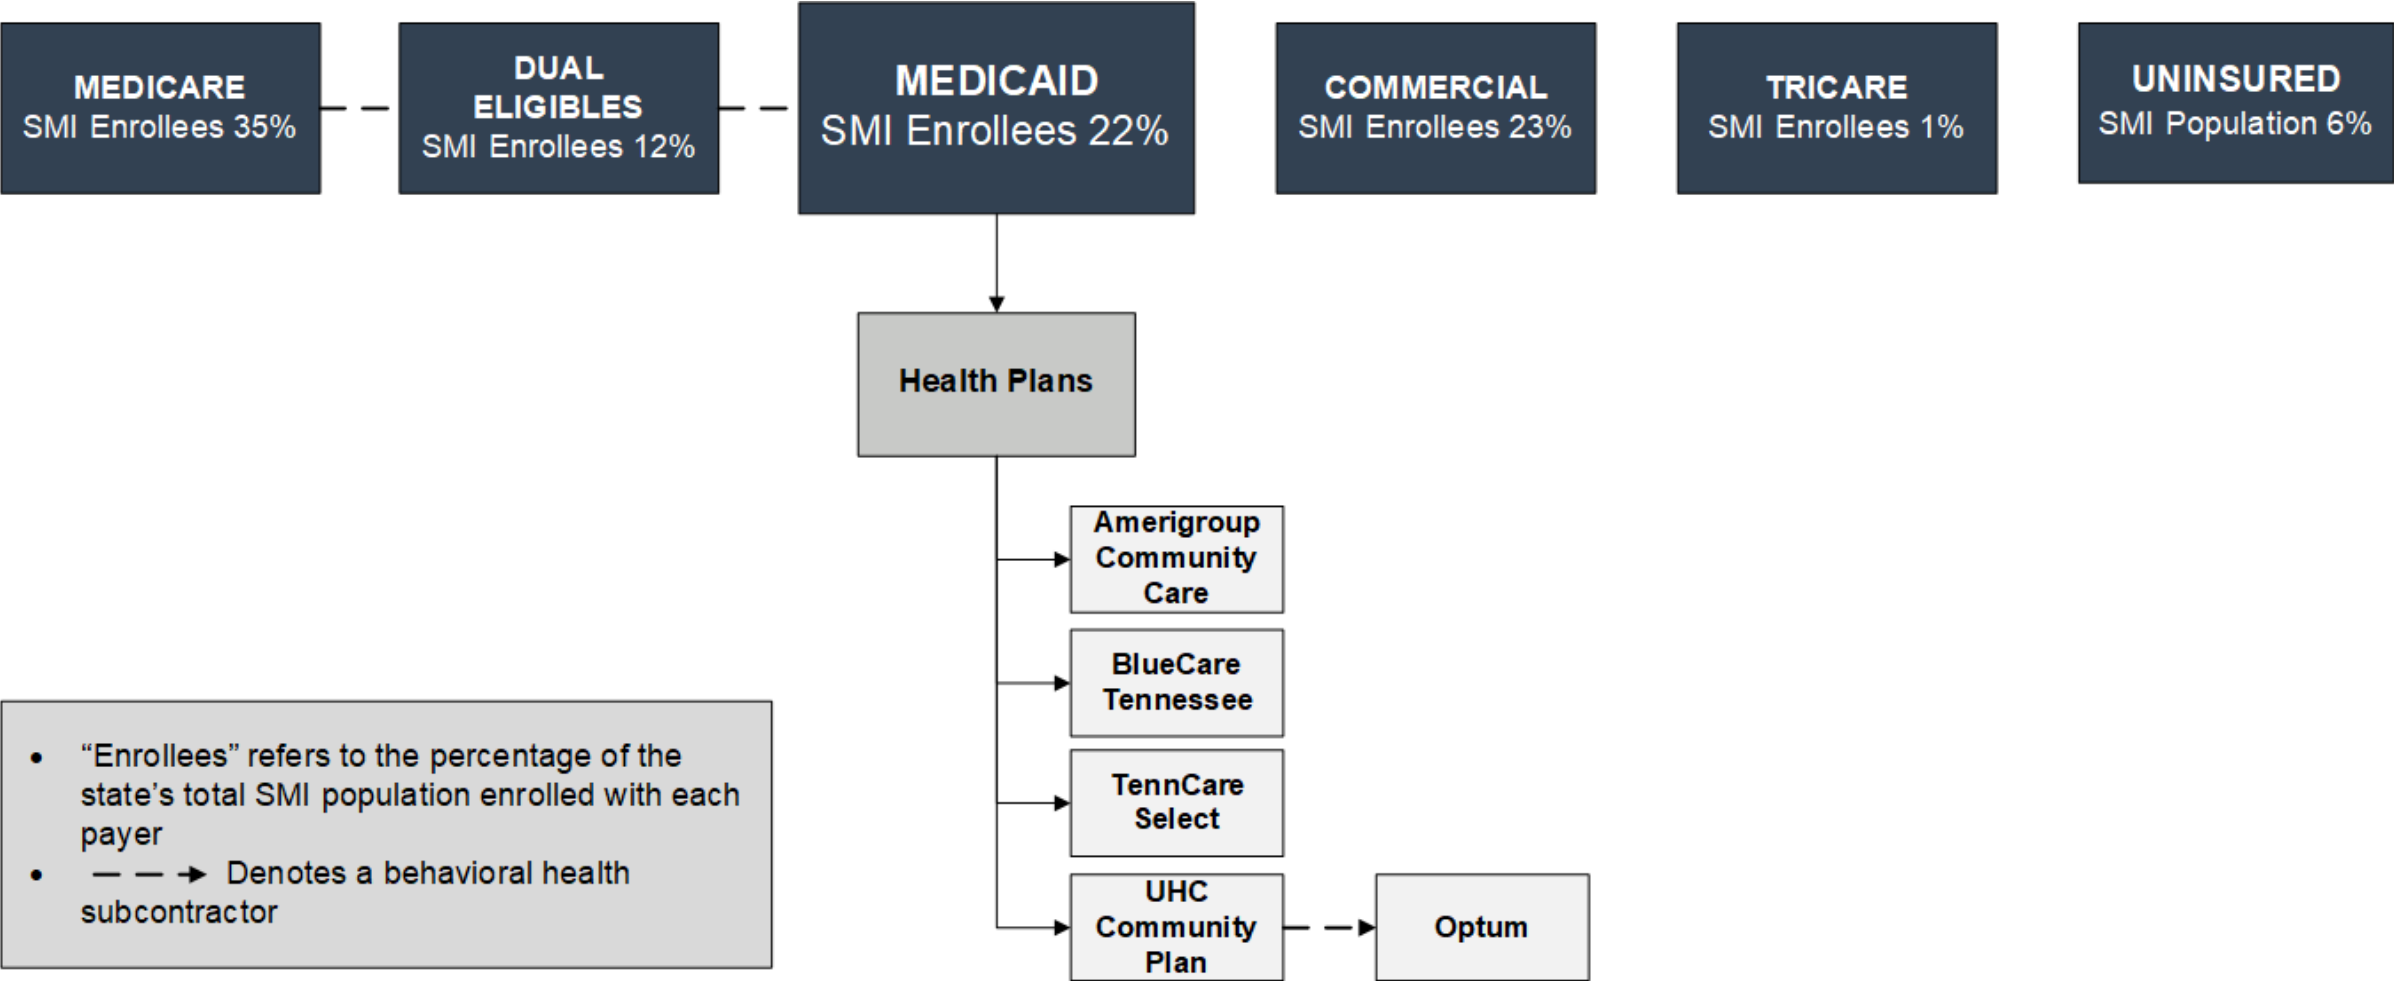 MEDICARE
SMI Enrollees 35%
DUAL
ELIGIBLES
SMI Enrollees 12%
MEDICAID
SMI Enrollees 22%
COMMERCIAL
SMI Enrollees 23%
TRICARE
SMI Enrollees 1%
UNINSURED
SMI Population 6%
Health Plans
Amerigroup
Community
Care
BlueCare
Tennessee
TennCare
Select
UHC
Community
Plan
Optum
• “Enrollees” refers to the percentage of the
state’s total SMI population enrolled with each
payer
• Denotes a behavioral health
subcontractor